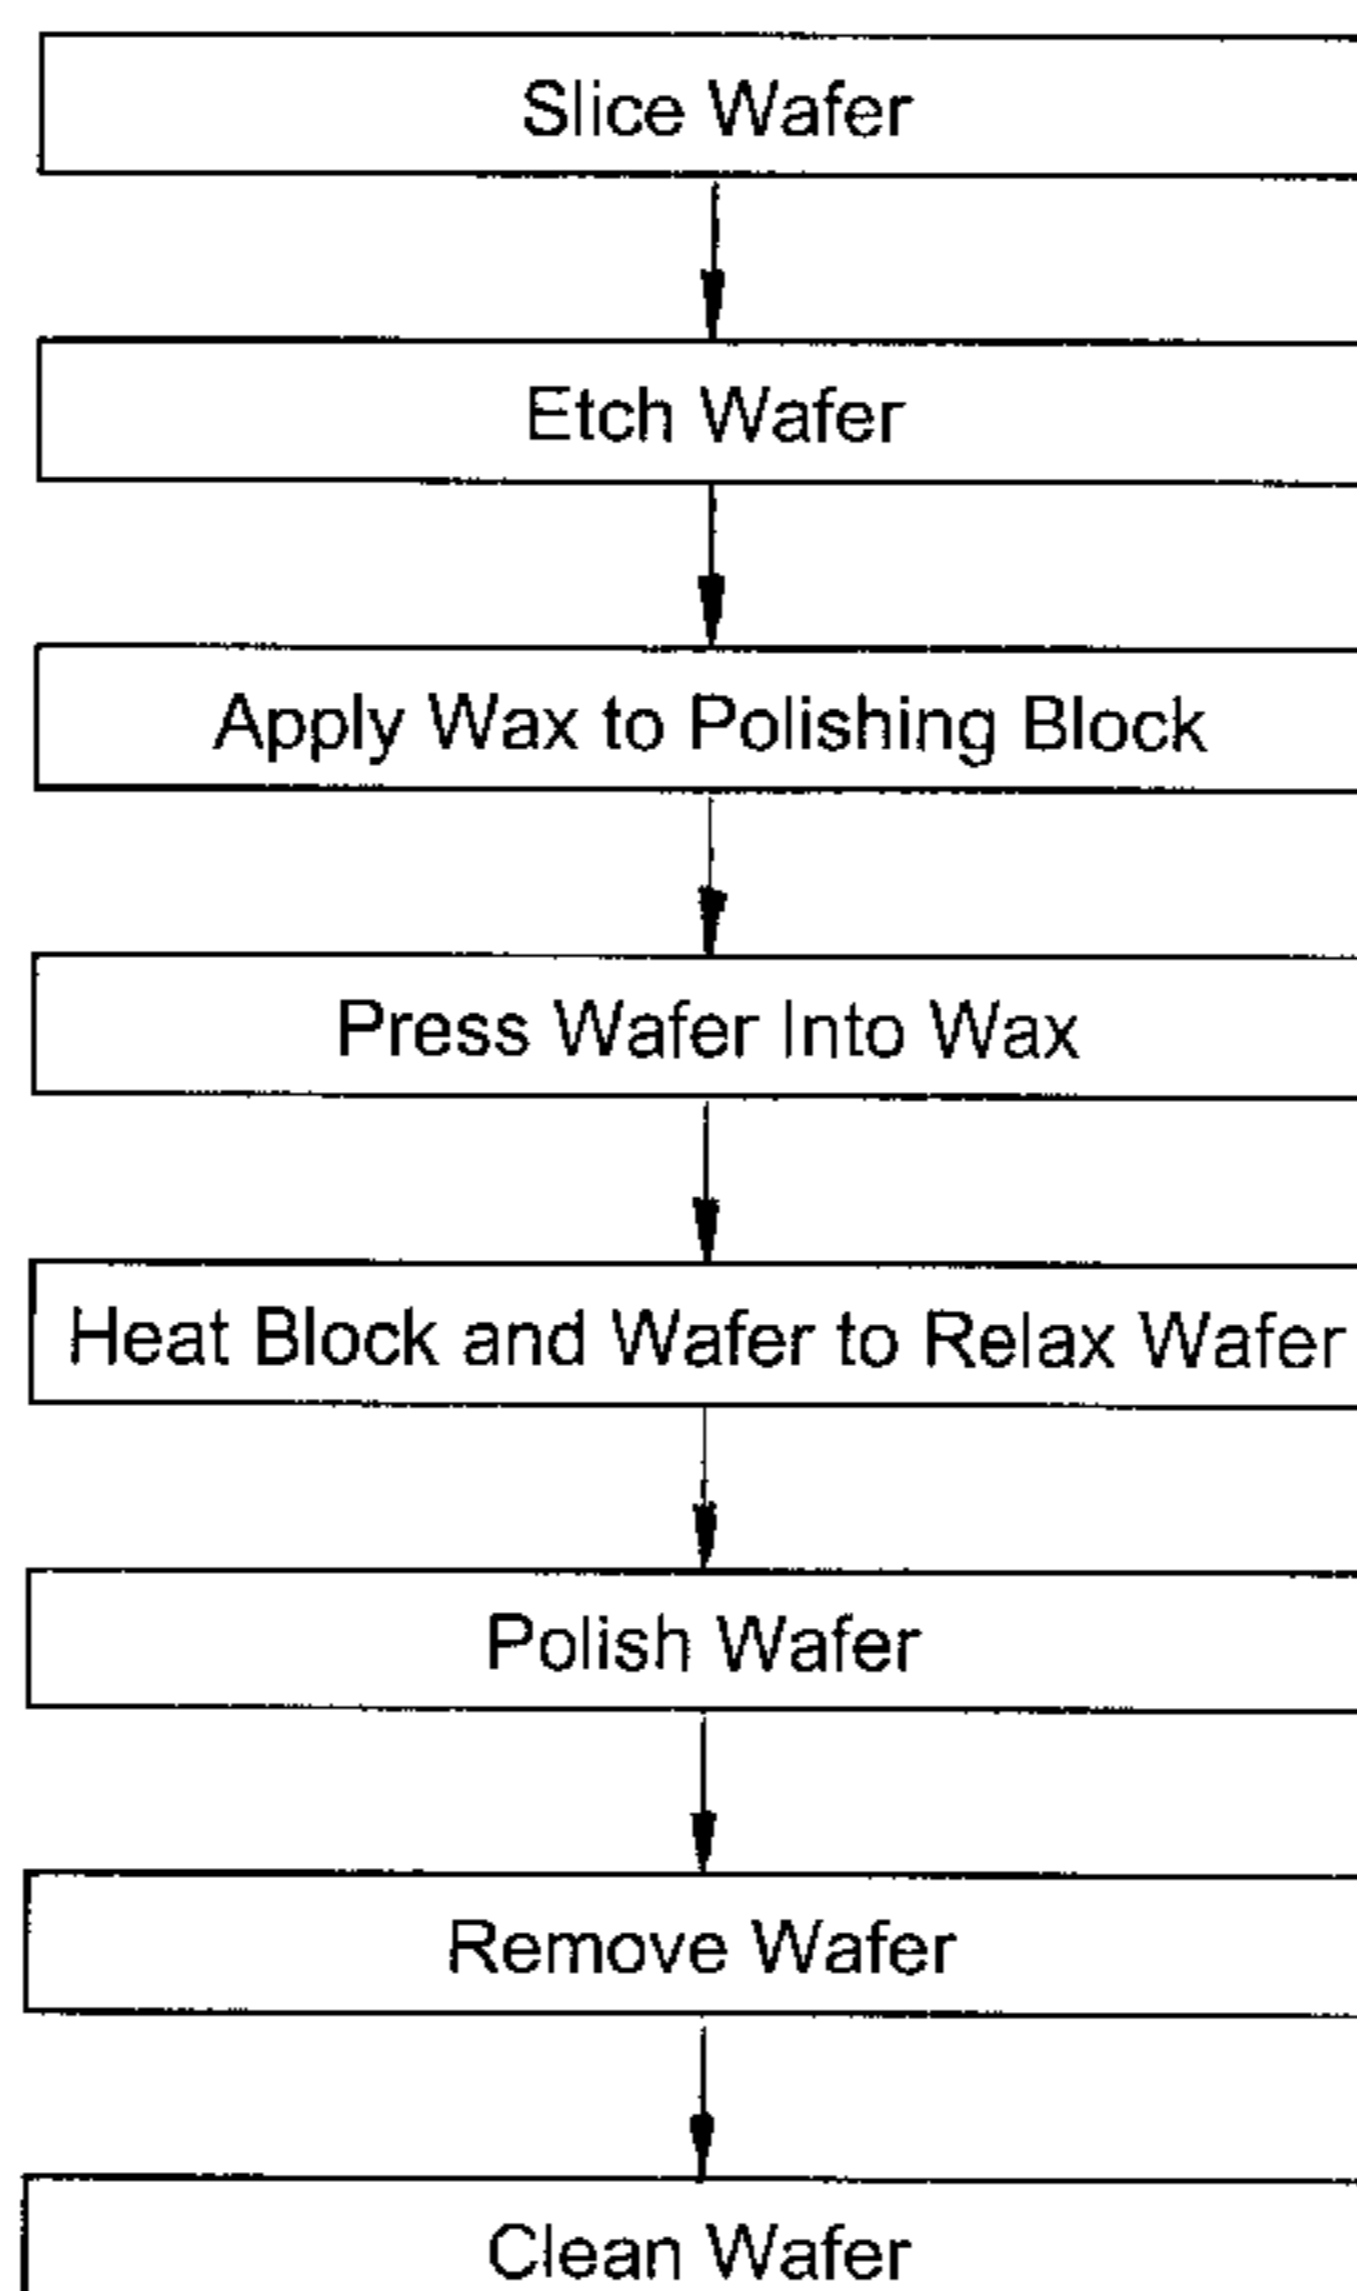 Slice Wafer
Etch Wafer
Apply Wax to Polishing Block
Press Wafer Into Wax
Heat Block and Wafer to Relax Wafer
Polish Wafer
Remove Wafer
Clean Wafer